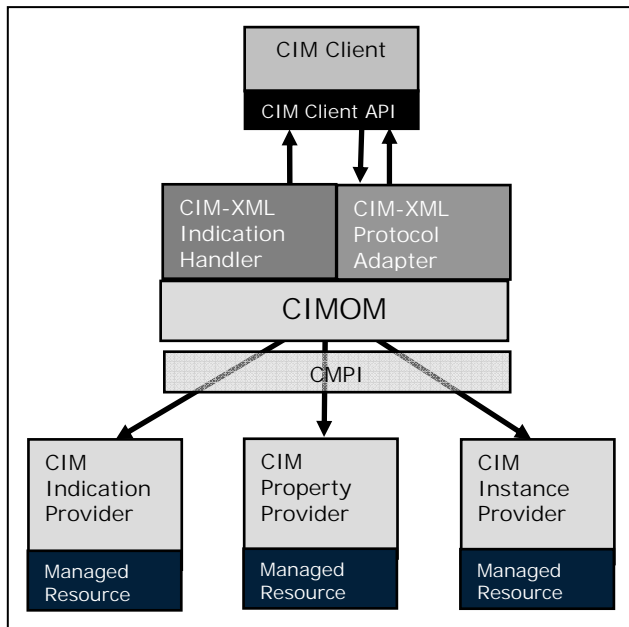 CIM Client
CIM Client API
CIM-XML
Indication
Handler
CIM-XML
Protocol
Adapter
CIMOM
CMPI
CIM
Indication
Provider
Managed
Resource
CIM
Property
Provider
Managed
Resource
CIM
Instance
Provider
Managed
Resource